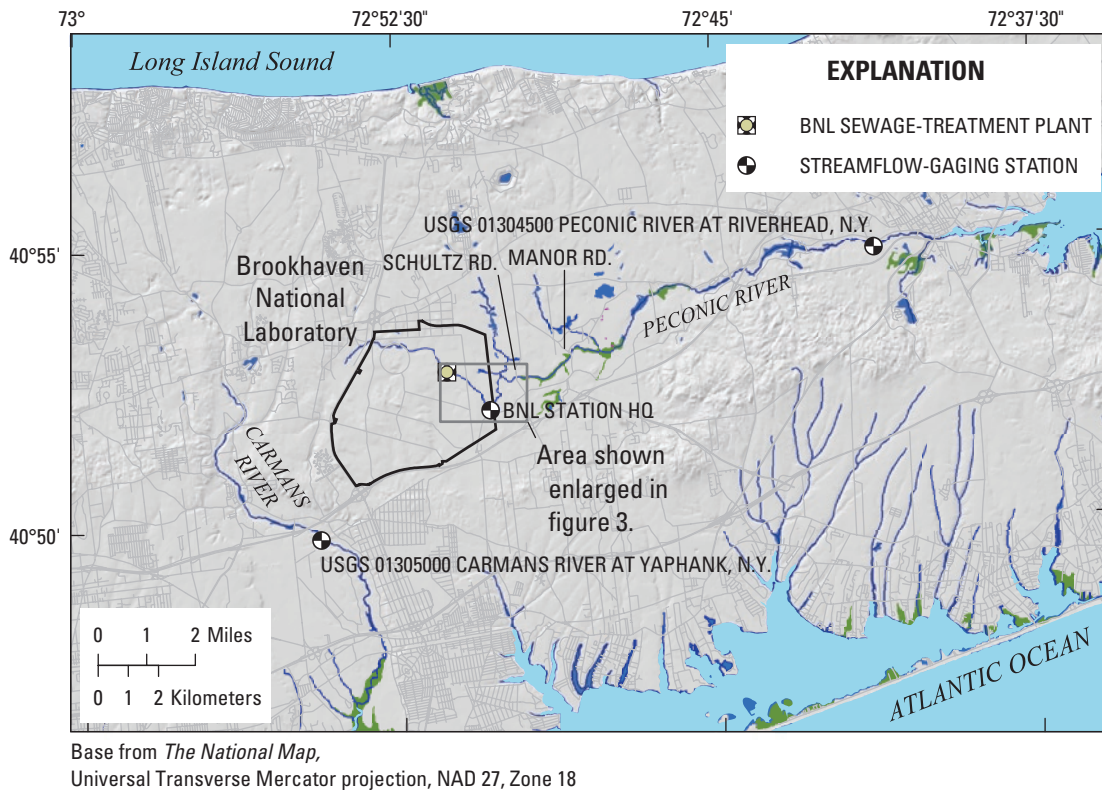 73°
72°52'30"
72°45'
72°37'30"
Long Island Sound
EXPLANATION
BNL SEWAGE-TREATMENT PLANT
STREAMFLOW-GAGING STATION
USGS 01304500 PECONIC RIVER AT RIVERHEAD, N.Y.
40°55'
SCHULTZ RD.
MANOR RD.
Brookhaven
National
Laboratory
PECONIC RIVER
BNL STATION HQ
CARMANS
RIVER
Area shown
enlarged in
figure 3.
40°50'
USGS 01305000 CARMANS RIVER AT YAPHANK, N.Y.
0 1 2 Miles
0 1 2 Kilometers
ATLANTIC OCEAN
Base from The National Map,
Universal Transverse Mercator projection, NAD 27, Zone 18